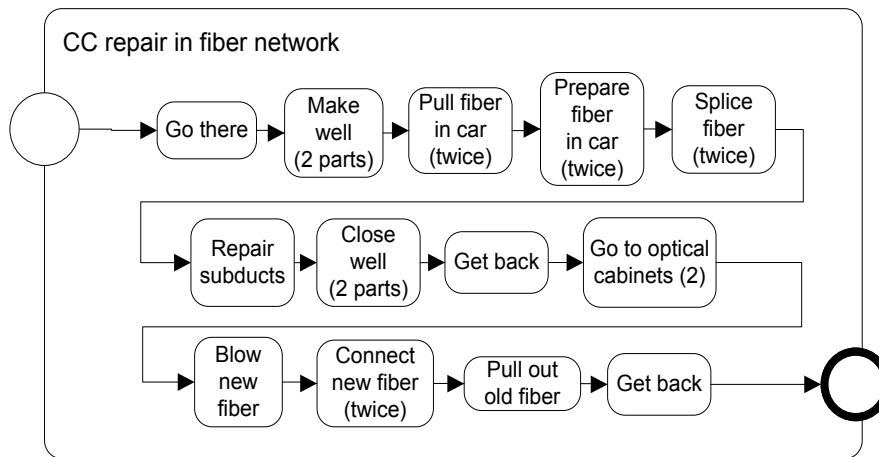 CC repair in fiber network
Go there
Make
well
(2 parts)
Pull fiber
in car
(twice)
Prepare
fiber
in car
(twice)
Splice
fiber
(twice)
Repair
subducts
Close
well
(2 parts)
Get back
Go to optical
cabinets (2)
Blow
new
fiber
Connect
new fiber
(twice)
Pull out
old fiber
Get back